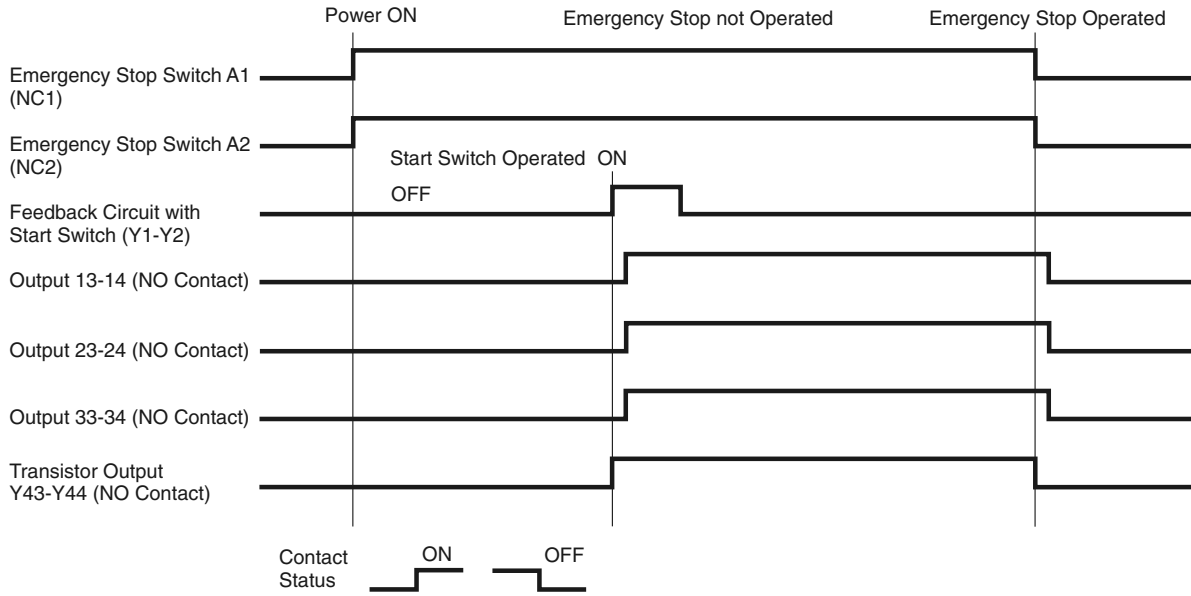 Power ON
Emergency Stop not Operated
Emergency Stop Operated
Emergency Stop Switch A1
(NC1)
Emergency Stop Switch A2
(NC2)
Start Switch Operated ON
OFF
Feedback Circuit with
Start Switch (Y1-Y2)
Output 13-14 (NO Contact)
Output 23-24 (NO Contact)
Output 33-34 (NO Contact)
Transistor Output
Y43-Y44 (NO Contact)
Contact
Status
ON
OFF